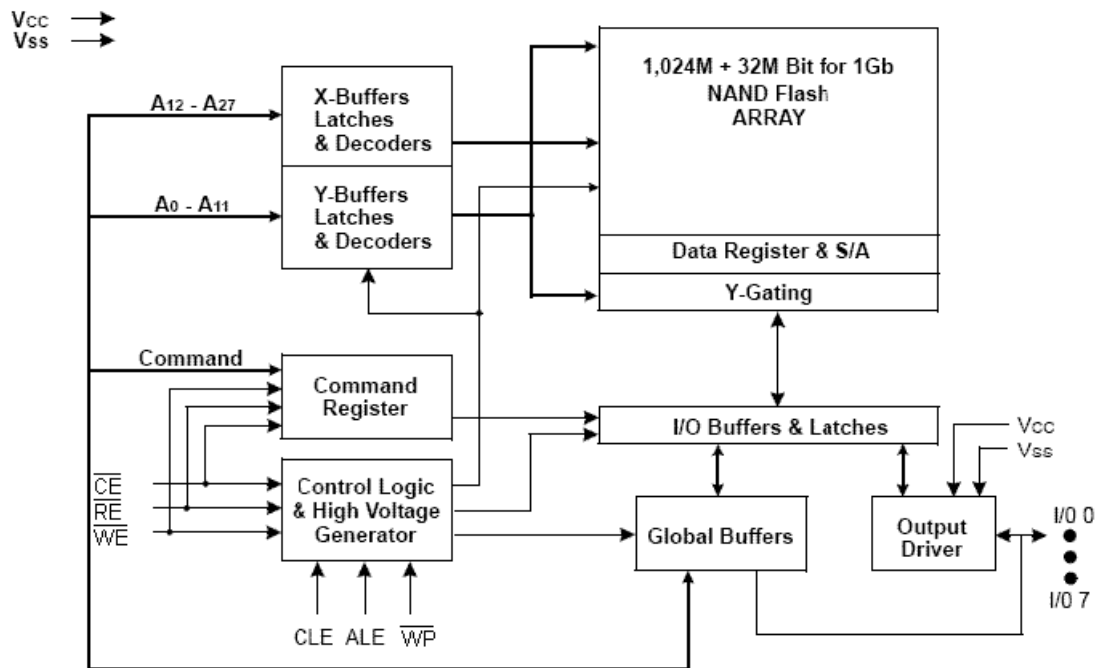 Vcc
Vss
A12 - A27
X-Buffers
Latches
& Decoders
A0 - A11
Y-Buffers
Latches
& Decoders
1,024M + 32M Bit for 1Gb
NAND Flash
ARRAY
Data Register & S/A
Y-Gating
Command
Command
Register
I/O Buffers & Latches
Vcc
Vss
CE
RE
WE
Control Logic
& High Voltage
Generator
Global Buffers
Output
Driver
I/0 0
I/0 7
CLE ALE WP